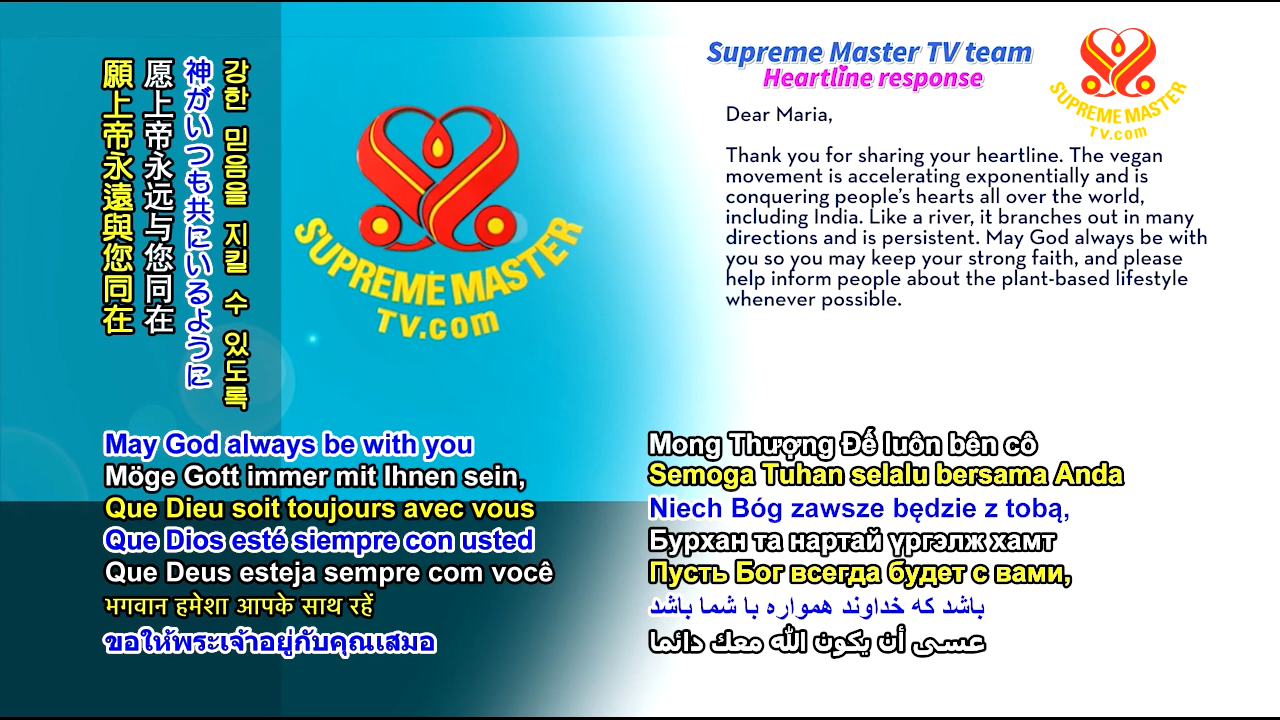 願上帝永遠與您同在
愿上帝永远与您同在
神がいつも共にいるように
강한 믿음을 지킬 수 있도록
SUPREME MASTER
TV.com
Supreme Master TV team
Heartline response
SUPREME MASTER
TV.com
Dear Maria,
Thank you for sharing your heartline. The vegan
movement is accelerating exponentially and is
conquering people's hearts all over the world,
including India. Like a river, it branches out in many
directions and is persistent. May God always be with
you so you may keep your strong faith, and please
help inform people about the plant-based lifestyle
whenever possible.
May God always be with you
Möge Gott immer mit Ihnen sein,
Que Dieu soit toujours avec vous
Que Dios esté siempre con usted
Que Deus esteja sempre com você
भगवान हमेशा आपके साथ रहें
ขอให้พระเจ้าอยู่กับคุณเสมอ
Mong Thượng Đế luôn bên cô
Semoga Tuhan selalu bersama Anda
Niech Bóg zawsze będzie z tobą,
Бурхан та нартай үргэлж хамт
Пусть Бог всегда будет с вами,
باشد که خداوند همواره با شما باشد
عسى أن يكون الله معك دائما